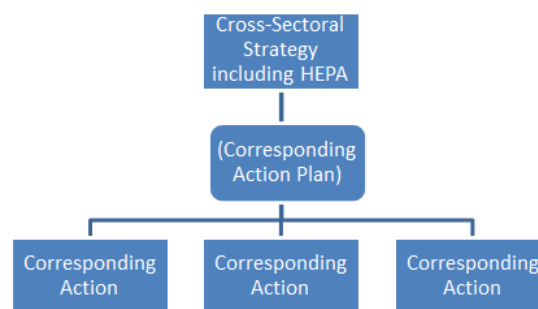 Cross-Sectoral
Strategy
including HEPA
(Corresponding
Action Plan)
Corresponding
Action
Corresponding
Action
Corresponding
Action